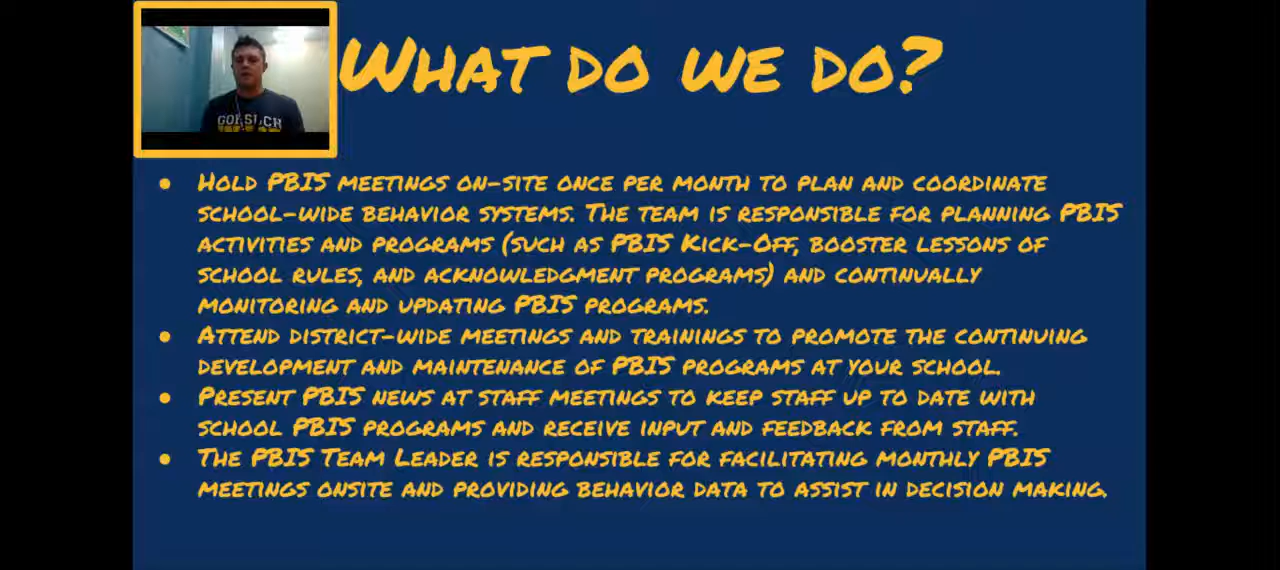 What do we do?
• Hold PBIS meetings on-site once per month to plan and coordinate
school-wide behavior systems. The team is responsible for planning PBIS
activities and programs (such as PBIS Kick-Off, booster lessons of
school rules, and acknowledgment programs) and continually
monitoring and updating PBIS programs.
• Attend district-wide meetings and trainings to promote the continuing
development and maintenance of PBIS programs at your school.
• Present PBIS news at staff meetings to keep staff up to date with
school PBIS programs and receive input and feedback from staff.
• The PBIS Team Leader is responsible for facilitating monthly PBIS
meetings onsite and providing behavior data to assist in decision making.